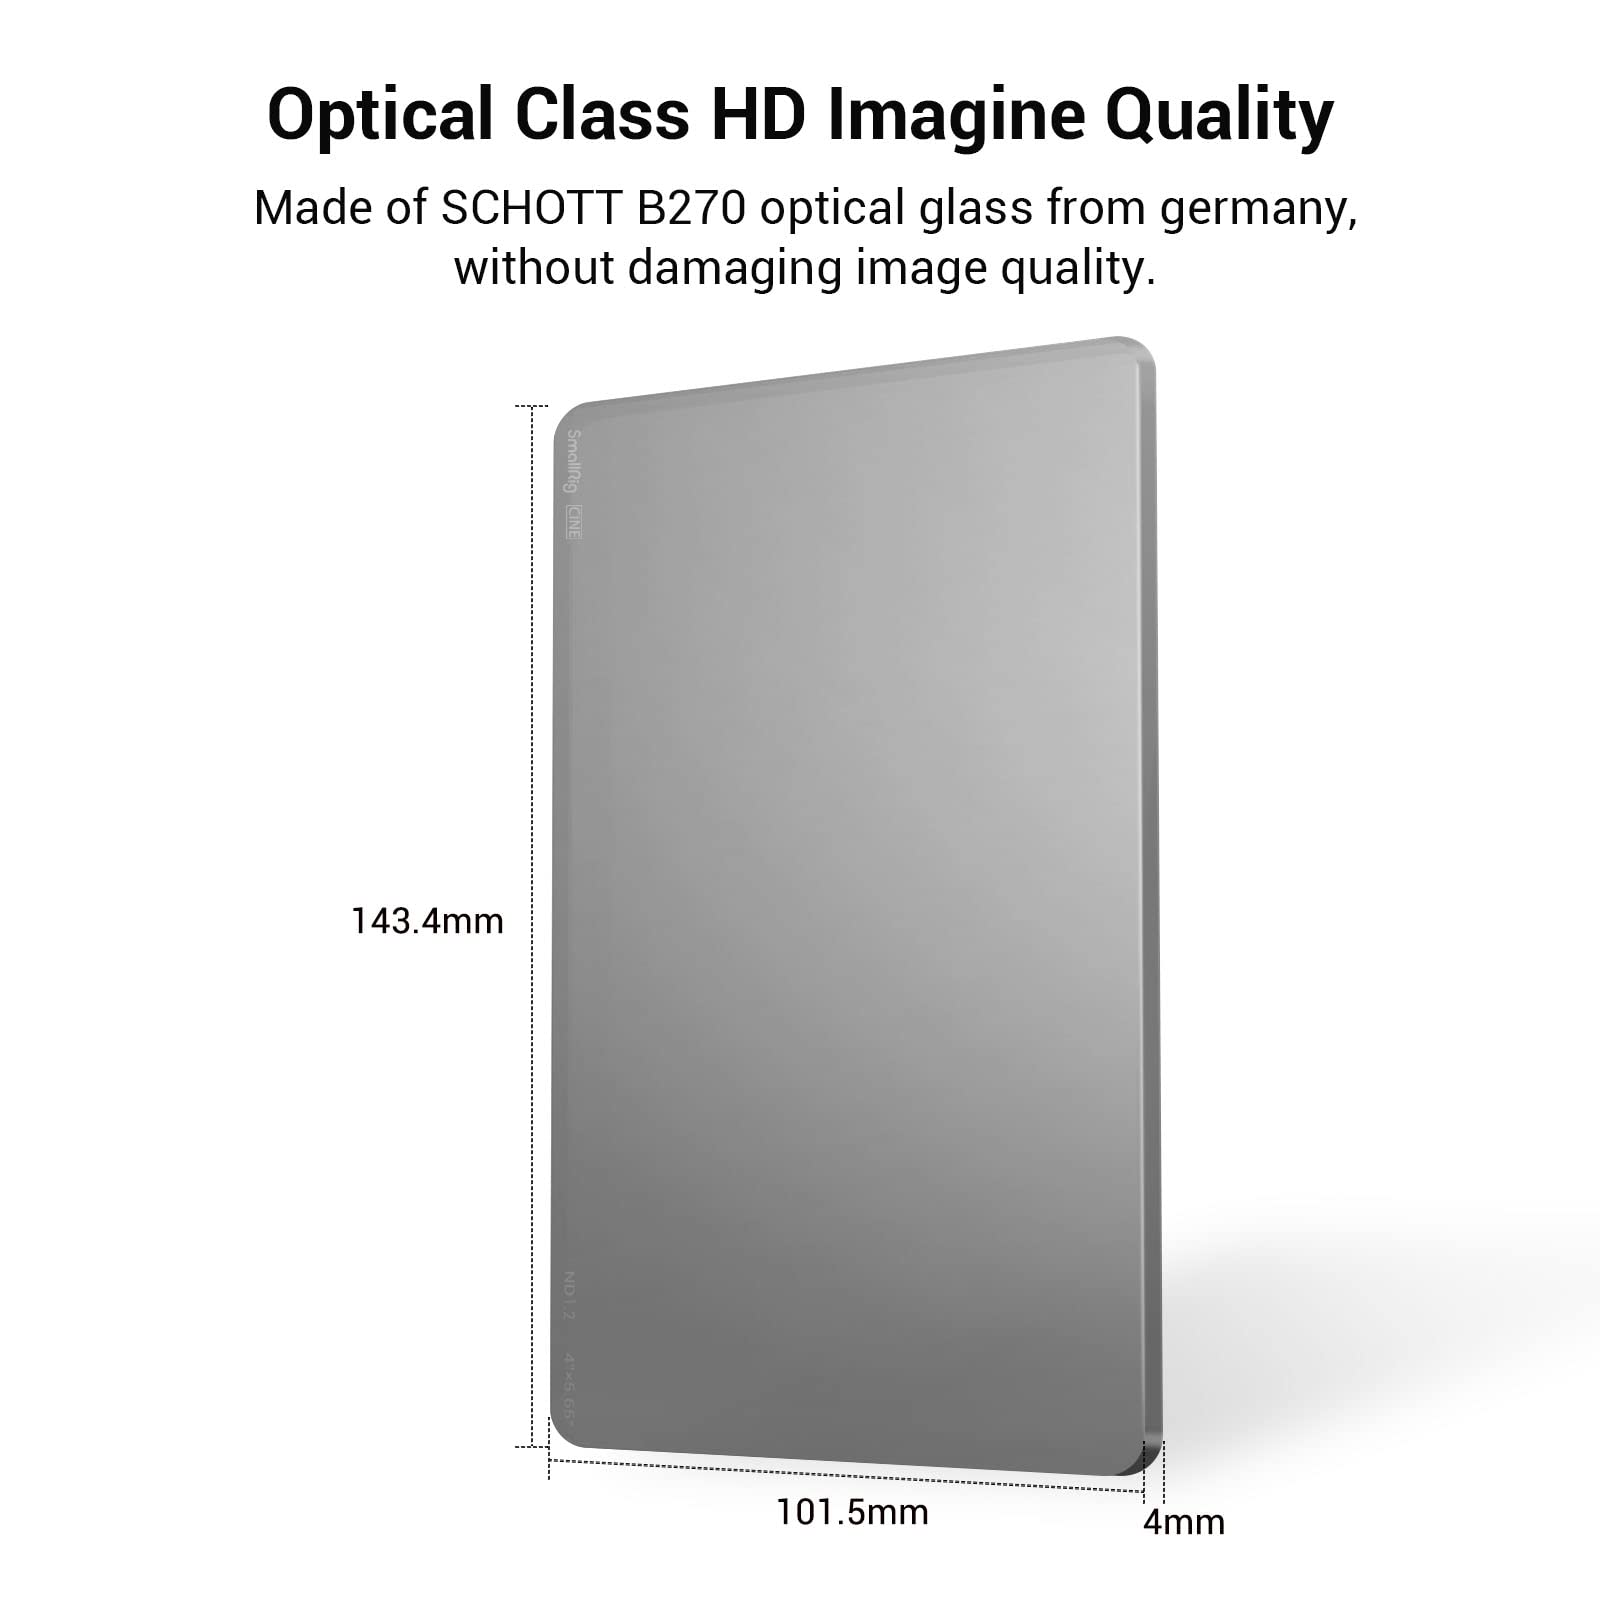 Optical Class HD Imagine Quality
Made of SCHOTT B270 optical glass from germany,
without damaging image quality.
SmallRig CINE
143.4mm
ND1.2 4"×5.65"
101.5mm
4mm